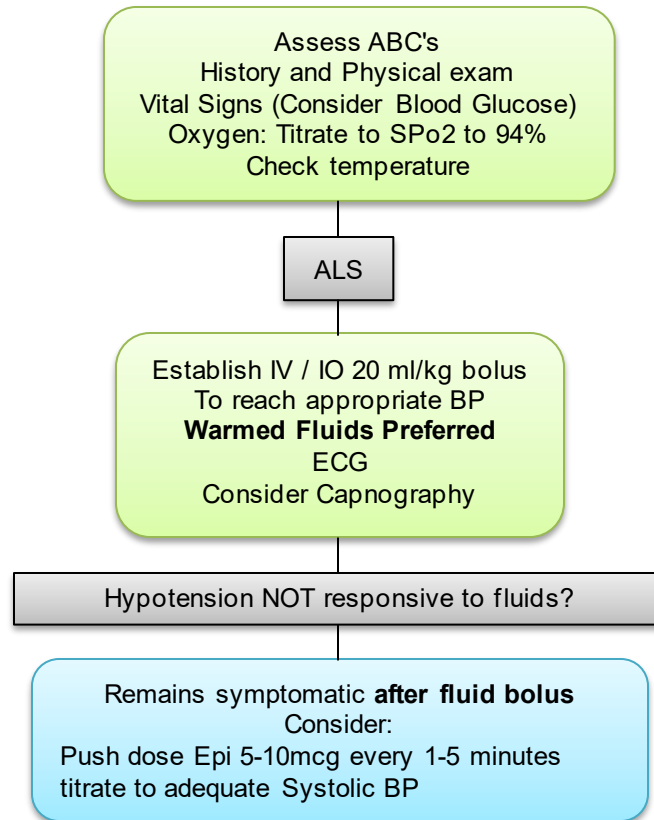 Assess ABC's
History and Physical exam
Vital Signs (Consider Blood Glucose)
Oxygen: Titrate to SPo2 to 94%
Check temperature
ALS
Establish IV / IO 20 ml/kg bolus
To reach appropriate BP
Warmed Fluids Preferred
ECG
Consider Capnography
Hypotension NOT responsive to fluids?
Remains symptomatic after fluid bolus
Consider:
Push dose Epi 5-10mcg every 1-5 minutes
titrate to adequate Systolic BP